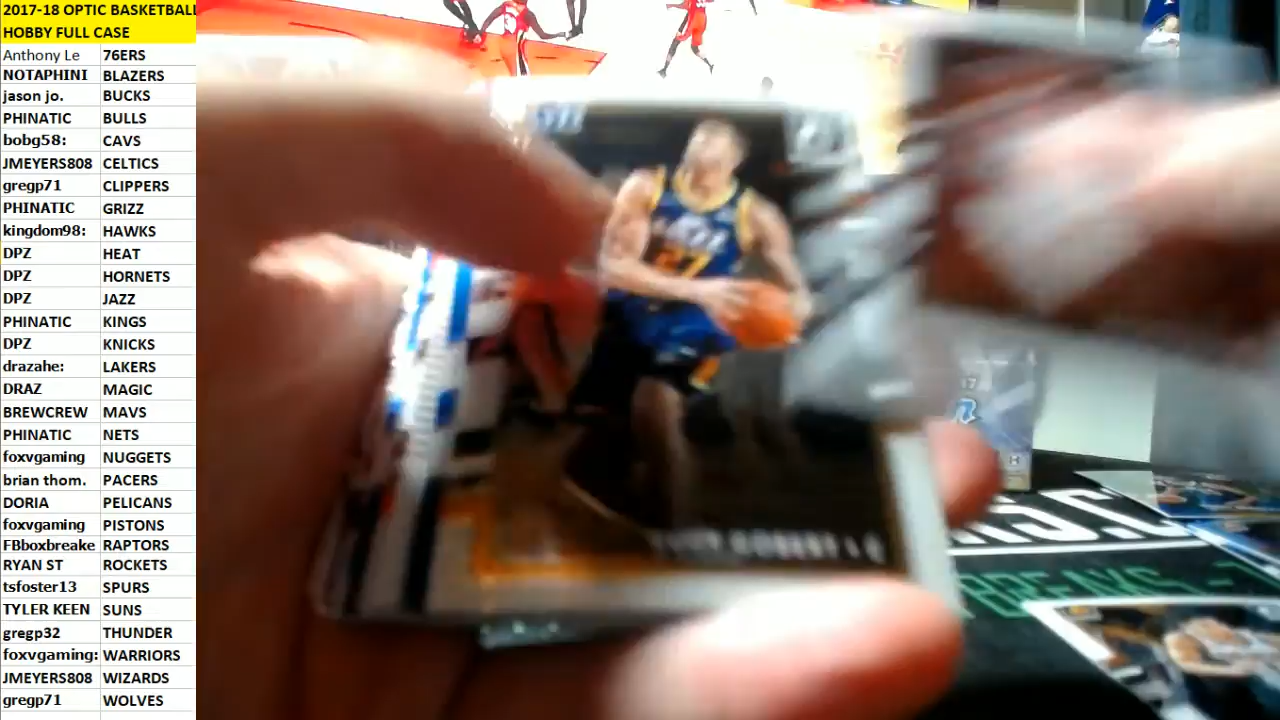 2017-18 OPTIC BASKETBALL
HOBBY FULL CASE
Anthony Le 76ERS
NOTAPHINI BLAZERS
jason jo. BUCKS
PHINATIC BULLS
bobg58: CAVS
JMEYERS808 CELTICS
gregp71 CLIPPERS
PHINATIC GRIZZ
kingdom98: HAWKS
DPZ HEAT
DPZ HORNETS
DPZ JAZZ
PHINATIC KINGS
DPZ KNICKS
drazahe: LAKERS
DRAZ MAGIC
BREWCREW MAVS
PHINATIC NETS
foxvgaming NUGGETS
brian thom. PACERS
DORIA PELICANS
foxvgaming PISTONS
FBboxbreake RAPTORS
RYAN ST ROCKETS
tsfoster13 SPURS
TYLER KEEN SUNS
gregp32 THUNDER
foxvgaming: WARRIORS
JMEYERS808 WIZARDS
gregp71 WOLVES
27
BREAKS